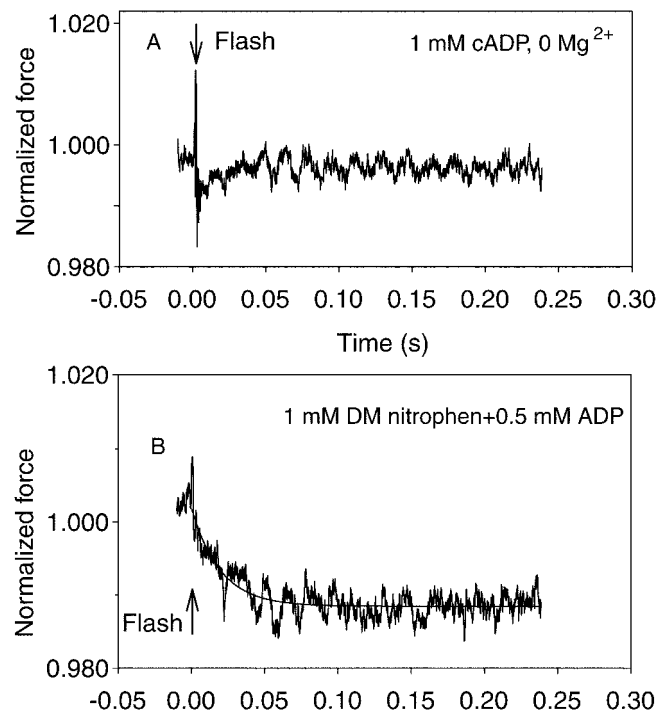 1.020
A
Flash
1 mM cADP, 0 Mg2+
1.000
0.980
Normalized force
-0.05 0.00 0.05 0.10 0.15 0.20 0.25 0.30
Time (s)
1.020
1 mM DM nitrophen+0.5 mM ADP
B
1.000
Flash
0.980
Normalized force
-0.05 0.00 0.05 0.10 0.15 0.20 0.25 0.30